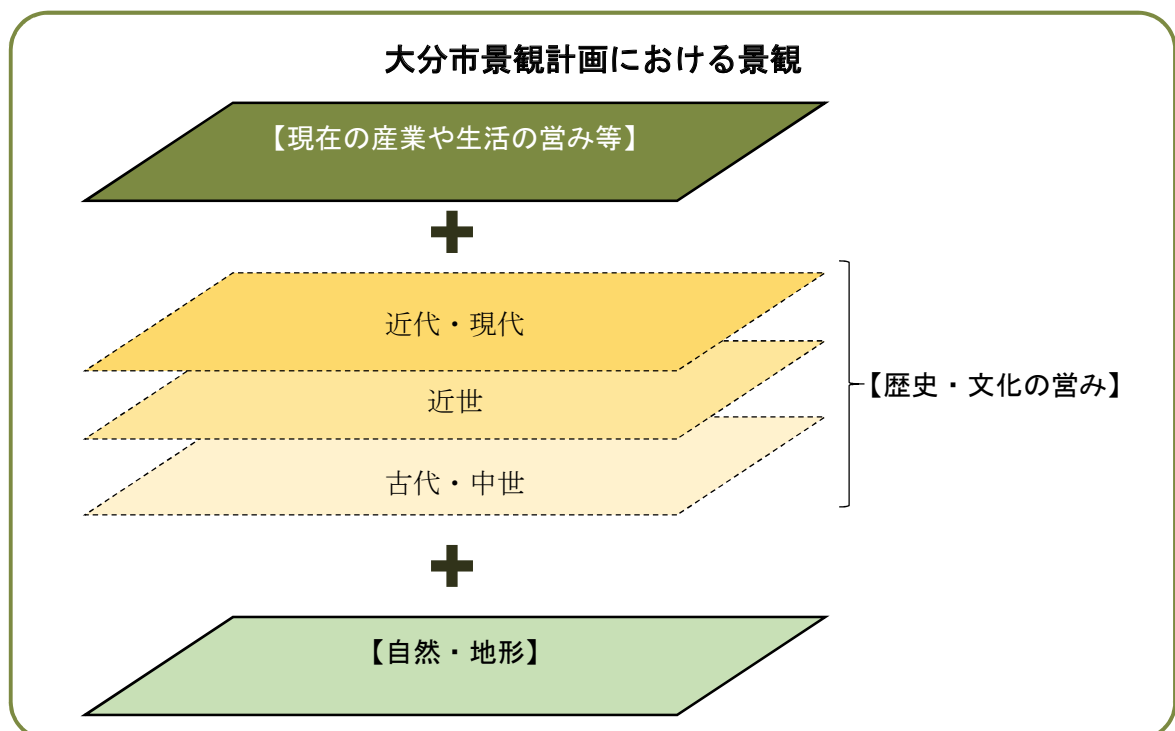 大分市景観計画における景観
【現在の産業や生活の営み等】
近代・現代
近世
【歴史・文化の営み】
古代・中世
【自然・地形】